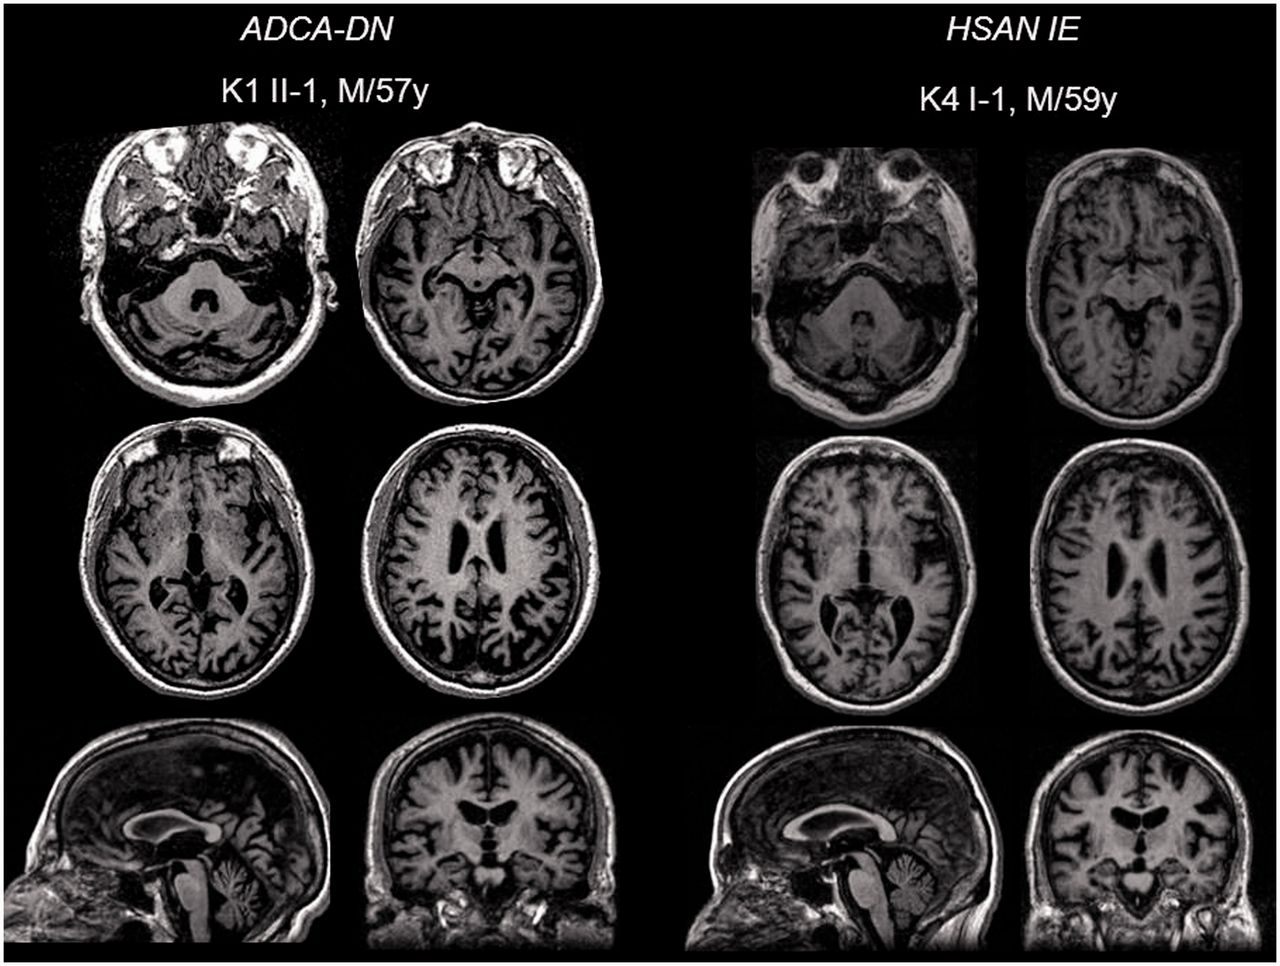 ADCA-DN
K1 II-1, M/57y
HSAN IE
K4 I-1, M/59y